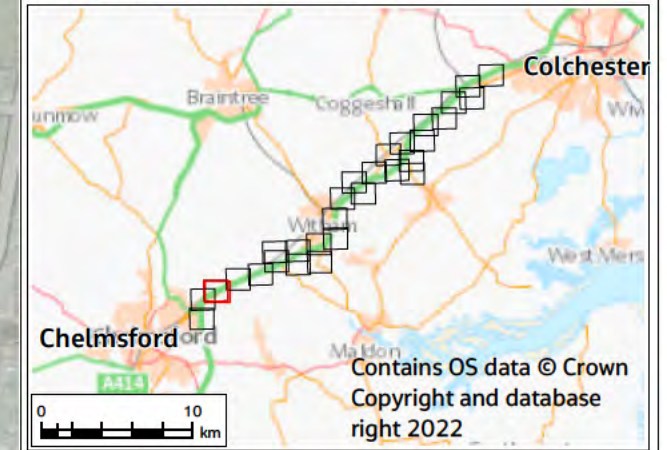 Colchester
Braintree
Coggeshall
unmow
Wiv
Witham
West Mers
Chelmsford
Maldon
A414
Contains OS data © Crown
Copyright and database
right 2022
0 10
km